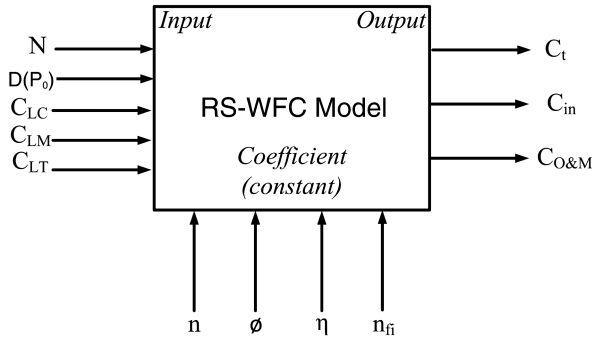 Input Output
N
D(P₀)
C_LC
C_LM
C_LT
RS-WFC Model
Coefficient
(constant)
C_t
C_in
C_O&M
n ø η n_fi